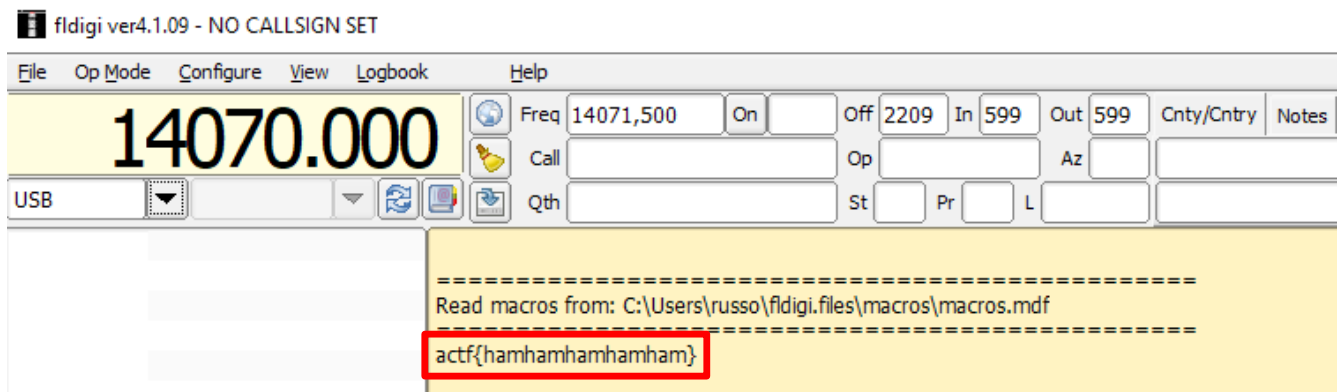 fldigi ver4.1.09 - NO CALLSIGN SET
File Op Mode Configure View Logbook Help
14070.000 Freq 14071,500 On Off 2209 In 599 Out 599 Cnty/Cntry Notes
Call Op Az
USB Qth St Pr L
================================================
Read macros from: C:\Users\russo\fldigi.files\macros\macros.mdf
================================================
actf{hamhamhamhamham}